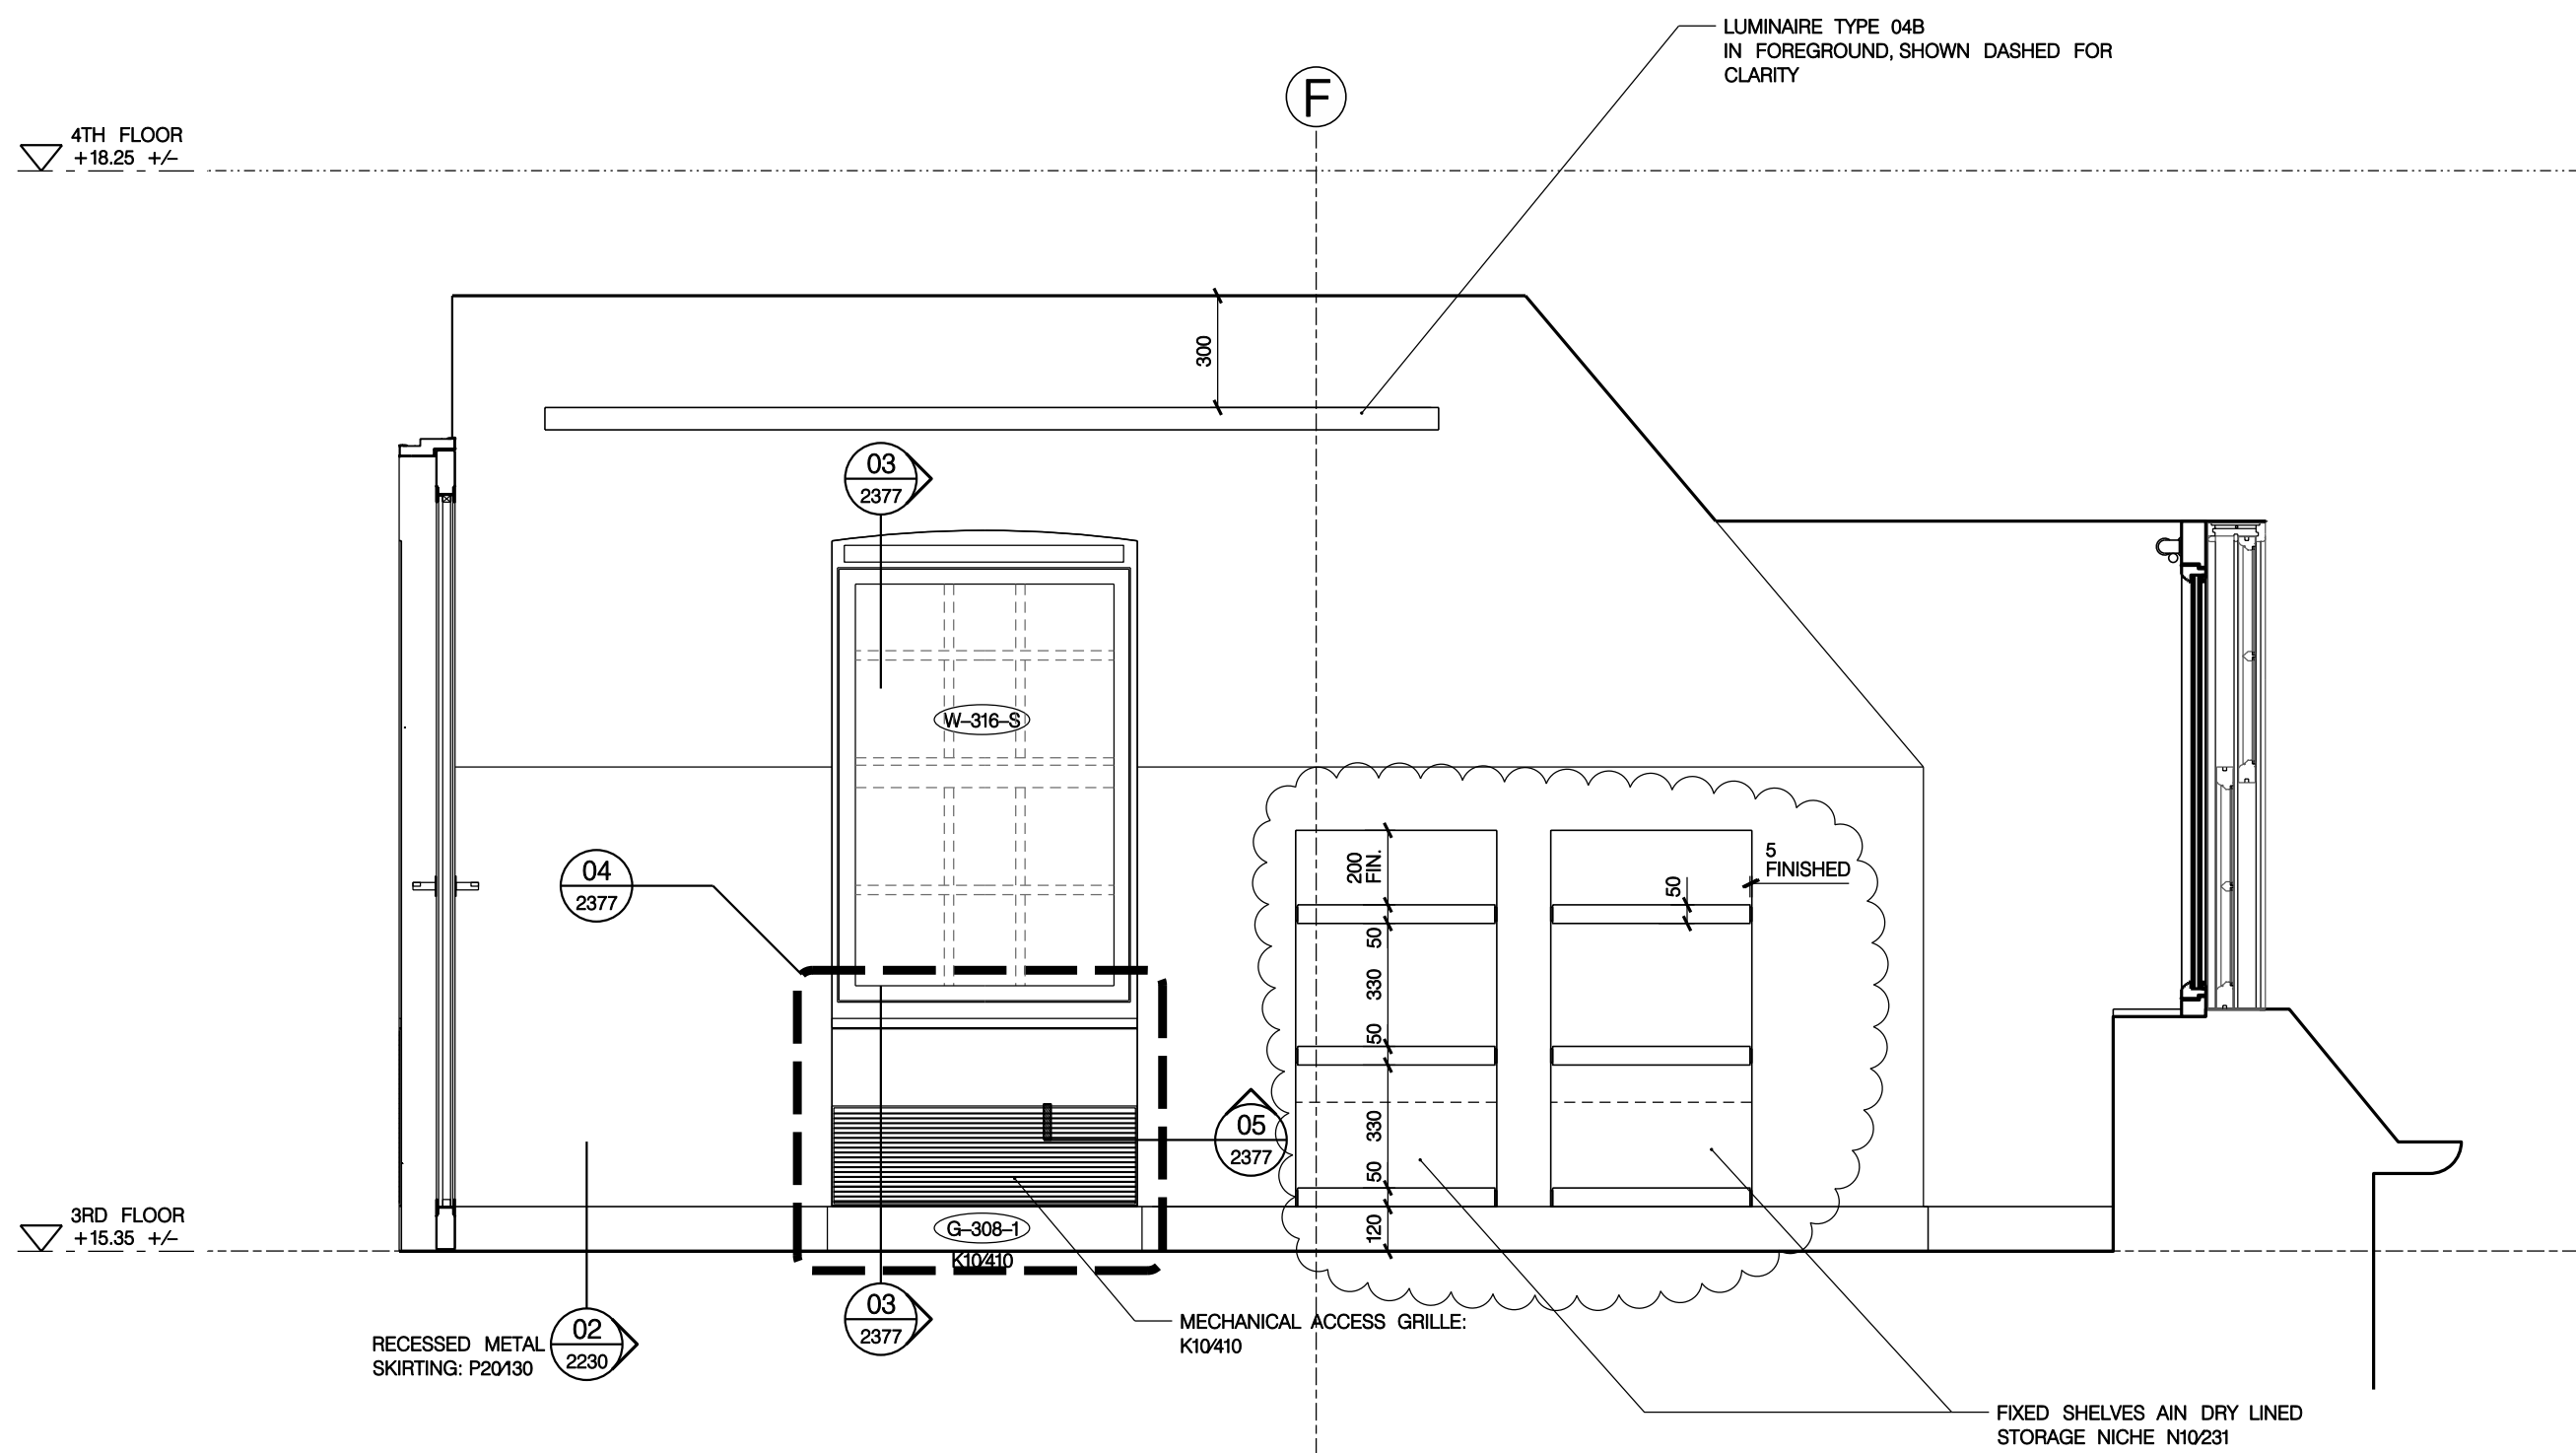 LUMINAIRE TYPE 04B
IN FOREGROUND, SHOWN DASHED FOR
CLARITY
F
4TH FLOOR
+18.25 +/-
300
03
2377
W-316-S
04
2377
200
FIN.
50
330
50
330
50
120
50
5
FINISHED
05
2377
3RD FLOOR
+15.35 +/-
G-308-1
K10/410
03
2377
MECHANICAL ACCESS GRILLE:
K10/410
RECESSED METAL
SKIRTING: P20/130
02
2230
FIXED SHELVES AIN DRY LINED
STORAGE NICHE N10/231